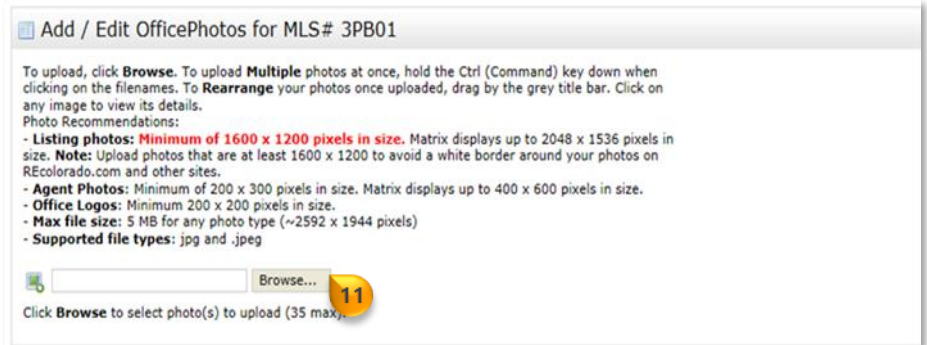 Add / Edit OfficePhotos for MLS# 3PB01
To upload, click Browse. To upload Multiple photos at once, hold the Ctrl (Command) key down when
clicking on the filenames. To Rearrange your photos once uploaded, drag by the grey title bar. Click on
any image to view its details.
Photo Recommendations:
- Listing photos: Minimum of 1600 x 1200 pixels in size. Matrix displays up to 2048 x 1536 pixels in
size. Note: Upload photos that are at least 1600 x 1200 to avoid a white border around your photos on
REcolorado.com and other sites.
- Agent Photos: Minimum of 200 x 300 pixels in size. Matrix displays up to 400 x 600 pixels in size.
- Office Logos: Minimum 200 x 200 pixels in size.
- Max file size: 5 MB for any photo type (~2592 x 1944 pixels)
- Supported file types: jpg and .jpeg
Browse...
11
Click Browse to select photo(s) to upload (35 max).